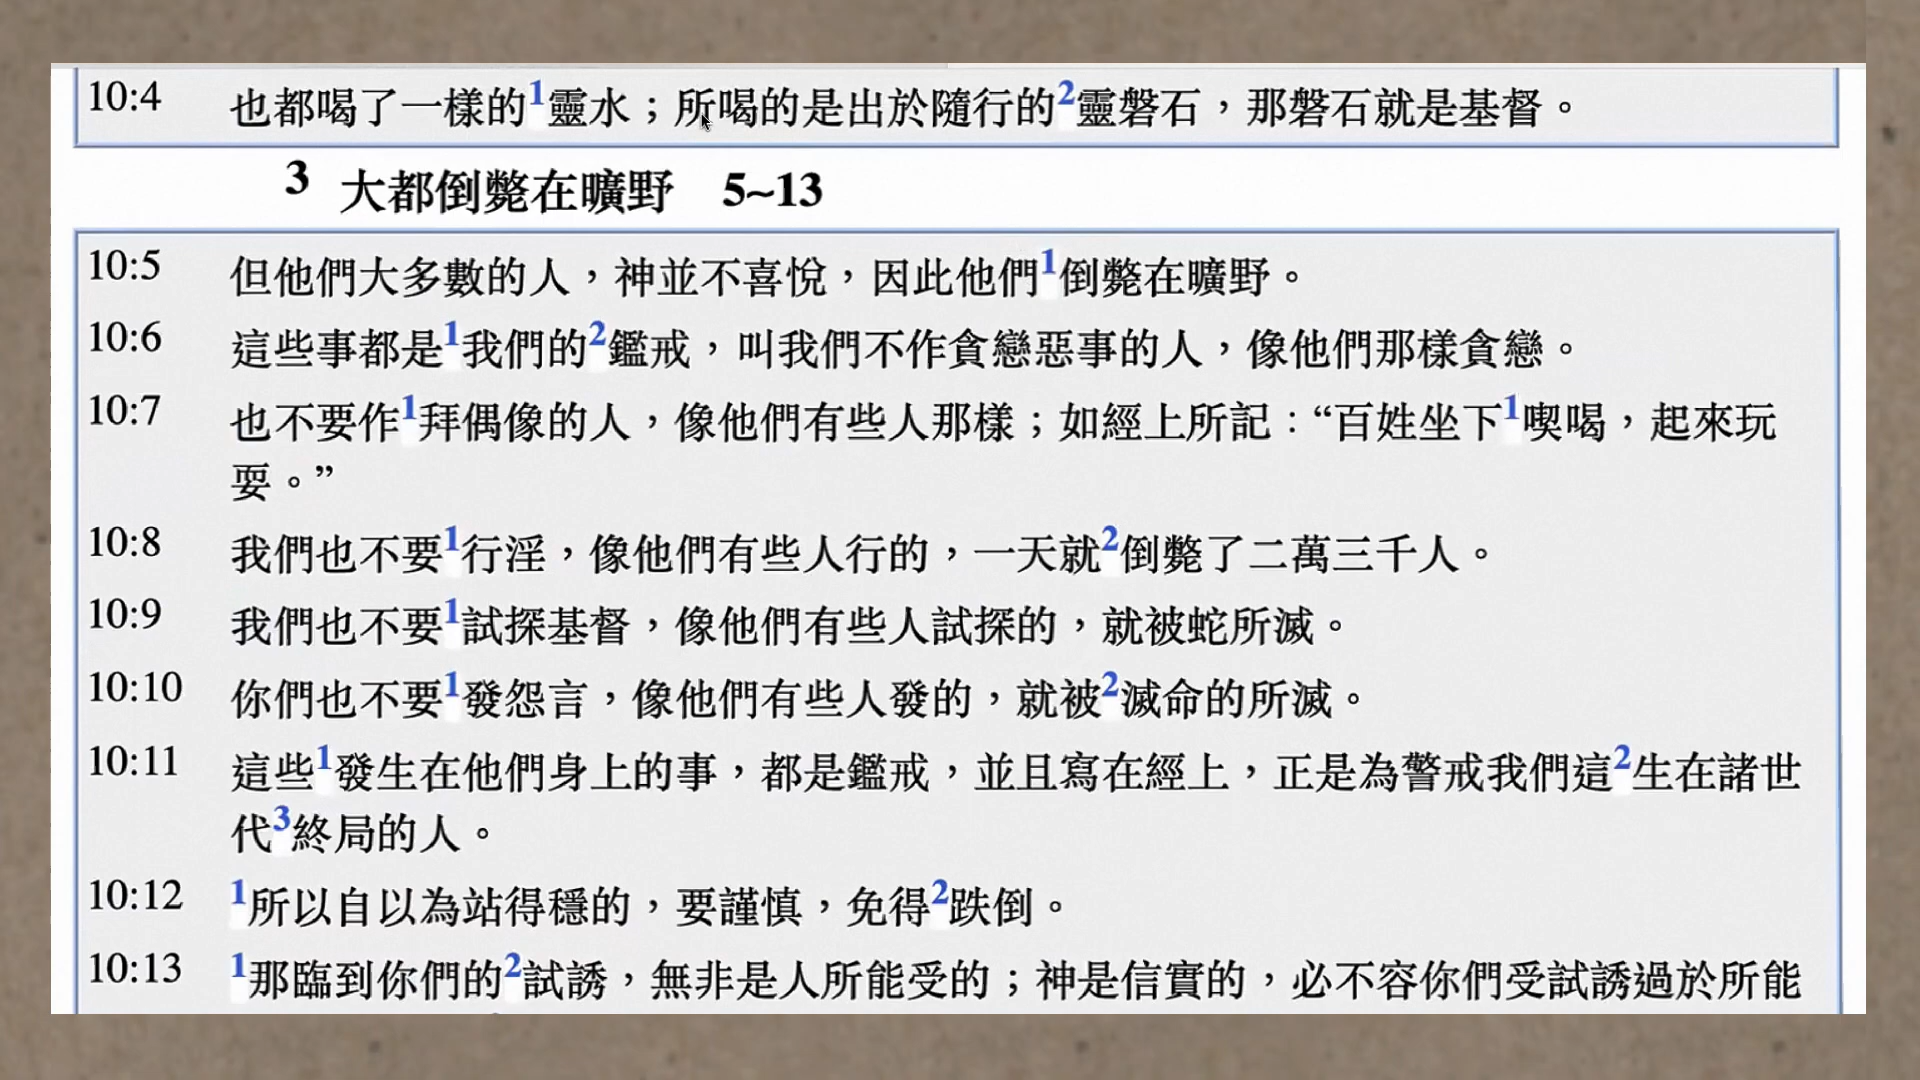 10:4 也都喝了一樣的1靈水；所喝的是出於隨行的2靈磐石，那磐石就是基督。
3 大都倒斃在曠野 5~13
10:5 但他們大多數的人，神並不喜悅，因此他們1倒斃在曠野。
10:6 這些事都是1我們的2鑑戒，叫我們不作貪戀惡事的人，像他們那樣貪戀。
10:7 也不要作1拜偶像的人，像他們有些人那樣；如經上所記：“百姓坐下1喫喝，起來玩
耍。”
10:8 我們也不要1行淫，像他們有些人行的，一天就2倒斃了二萬三千人。
10:9 我們也不要1試探基督，像他們有些人試探的，就被蛇所滅。
10:10 你們也不要1發怨言，像他們有些人發的，就被2滅命的所滅。
10:11 這些1發生在他們身上的事，都是鑑戒，並且寫在經上，正是為警戒我們這2生在諸世
代3終局的人。
10:12 1所以自以為站得穩的，要謹慎，免得2跌倒。
10:13 1那臨到你們的2試誘，無非是人所能受的；神是信實的，必不容你們受試誘過於所能